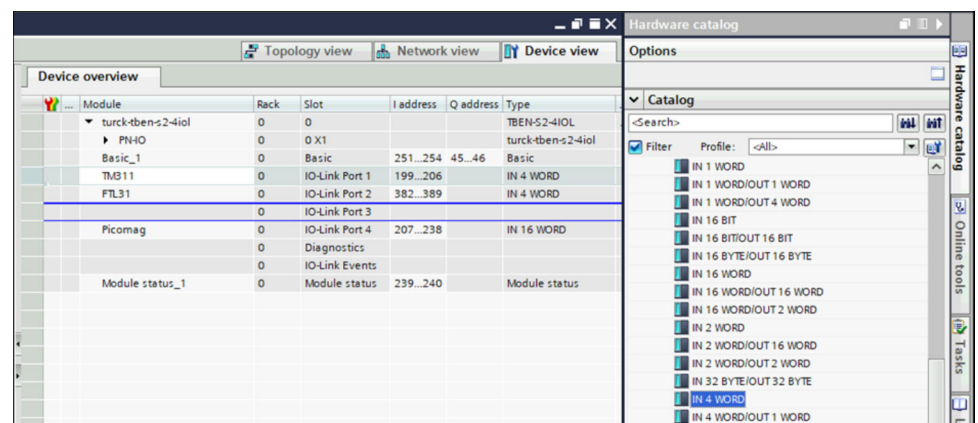 Hardware catalog
Topology view Network view Device view
Options
Device overview
... Module Rack Slot I address Q address Type
turck-tben-s2-4iol 0 0 TBEN-S2-4IOL
PN-IO 0 0 X1 turck-tben-s2-4iol
Basic_1 0 Basic 251...254 45...46 Basic
TM311 0 IO-Link Port 1 199...206 IN 4 WORD
FTL31 0 IO-Link Port 2 382...389 IN 4 WORD
0 IO-Link Port 3
Picomag 0 IO-Link Port 4 207...238 IN 16 WORD
0 Diagnostics
0 IO-Link Events
Module status_1 0 Module status 239...240 Module status
Catalog
<Search>
Filter Profile: <All>
IN 1 WORD
IN 1 WORD/OUT 1 WORD
IN 1 WORD/OUT 4 WORD
IN 16 BIT
IN 16 BIT/OUT 16 BIT
IN 16 BYTE/OUT 16 BYTE
IN 16 WORD
IN 16 WORD/OUT 16 WORD
IN 16 WORD/OUT 2 WORD
IN 2 WORD
IN 2 WORD/OUT 16 WORD
IN 2 WORD/OUT 2 WORD
IN 32 BYTE/OUT 32 BYTE
IN 4 WORD
IN 4 WORD/OUT 1 WORD
Hardware catalog
Online tools
Tasks